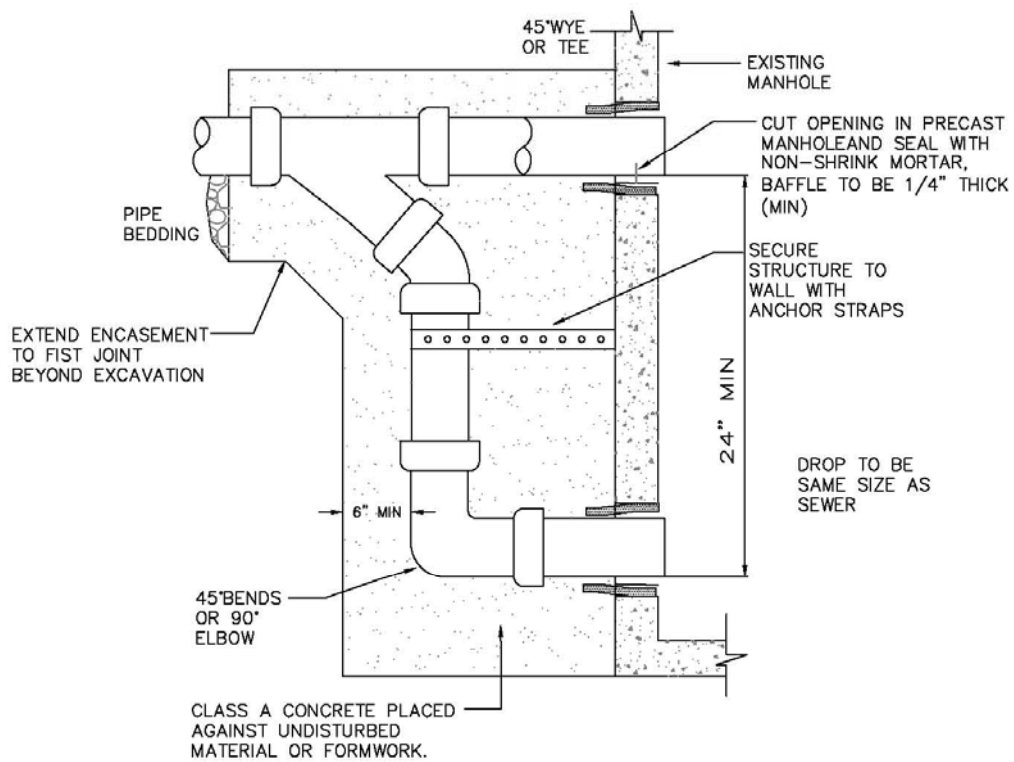 45°WYE
OR TEE
EXISTING
MANHOLE
CUT OPENING IN PRECAST
MANHOLEAND SEAL WITH
NON-SHRINK MORTAR,
BAFFLE TO BE 1/4" THICK
(MIN)
PIPE
BEDDING
SECURE
STRUCTURE TO
WALL WITH
ANCHOR STRAPS
EXTEND ENCASEMENT
TO FIST JOINT
BEYOND EXCAVATION
24" MIN
DROP TO BE
SAME SIZE AS
SEWER
6" MIN
45°BENDS
OR 90°
ELBOW
CLASS A CONCRETE PLACED
AGAINST UNDISTURBED
MATERIAL OR FORMWORK.